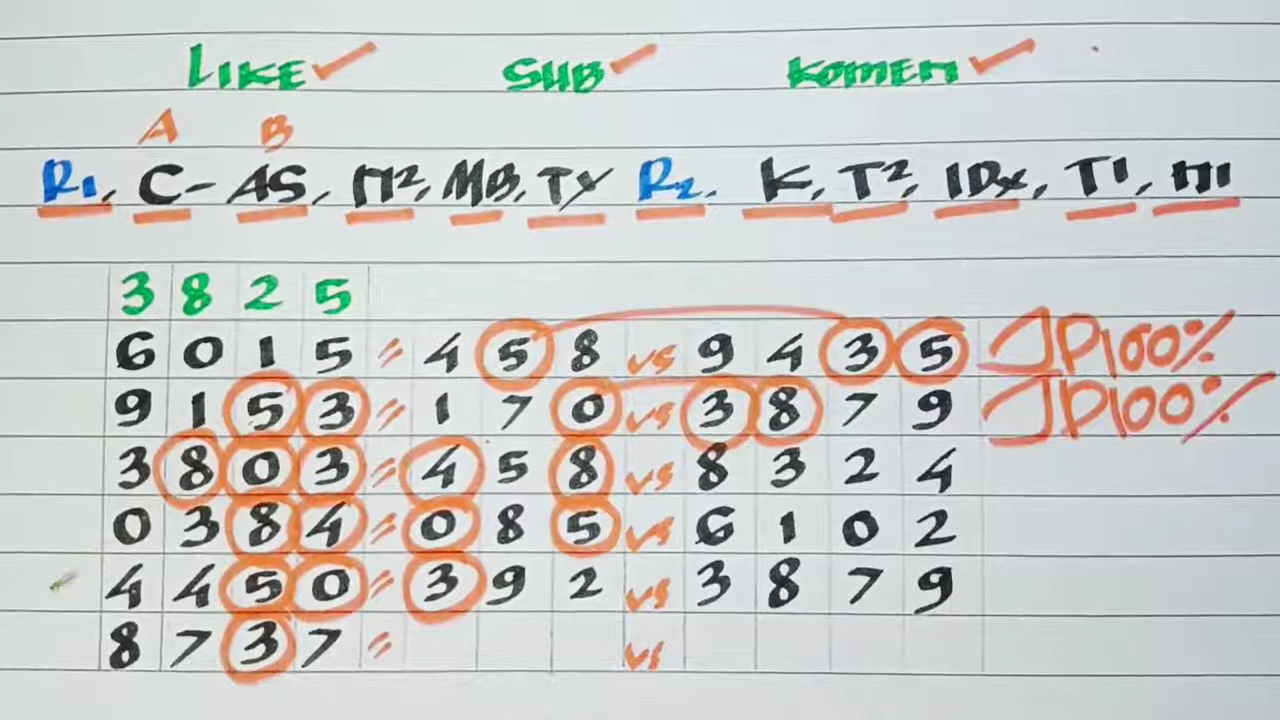 LIKE✓ SUB✓ KOMEN✓
A B
R1, C- AS, M², MB, TY R2. K, T², IDX, T1, M1
3 8 2 5
6 0 1 5 = 4 5 8 vs 9 4 3 5 JP100%
9 1 5 3 = 1 7 0 vs 3 8 7 9 JP100%
3 8 0 3 = 4 5 8 vs 8 3 2 4
0 3 8 4 = 0 8 5 vs 6 1 0 2
4 4 5 0 = 3 9 2 vs 3 8 7 9
8 7 3 7 = vs